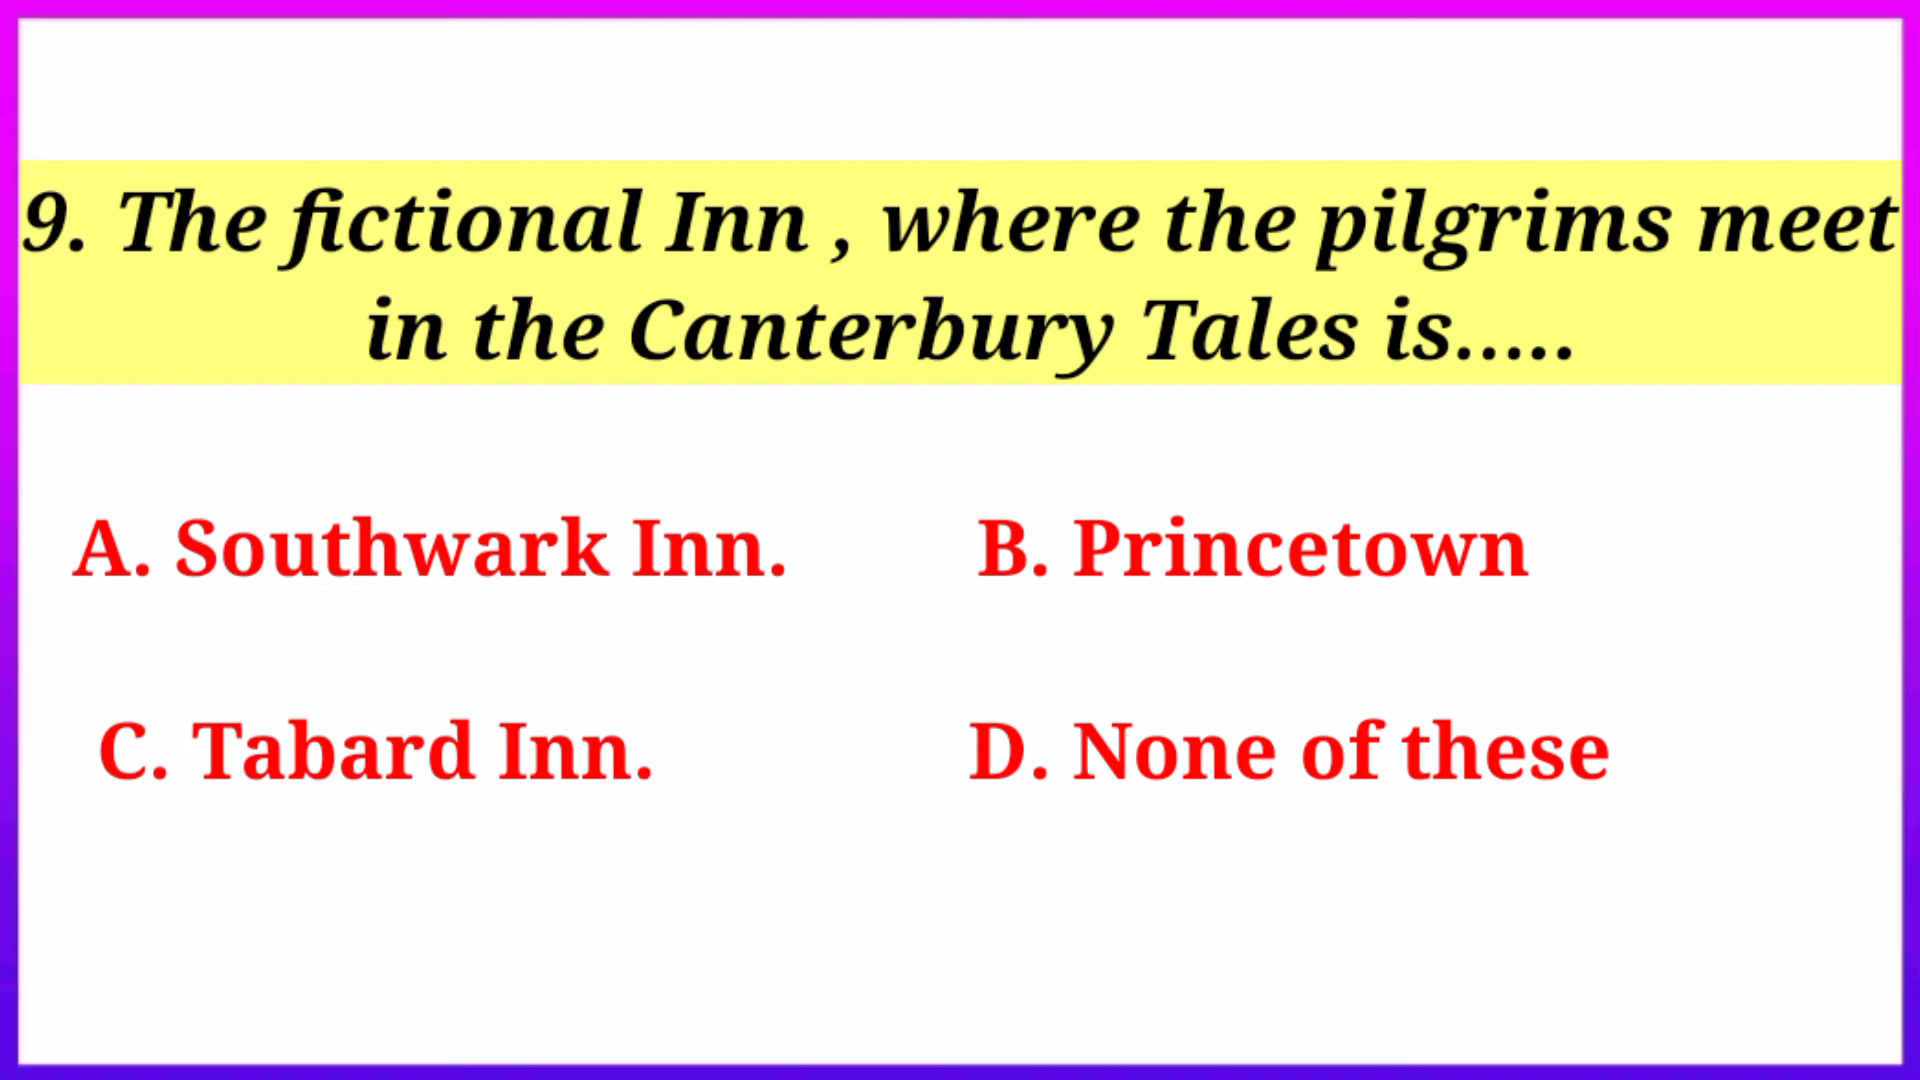 9. The fictional Inn , where the pilgrims meet
in the Canterbury Tales is.....
A. Southwark Inn. B. Princetown
C. Tabard Inn. D. None of these